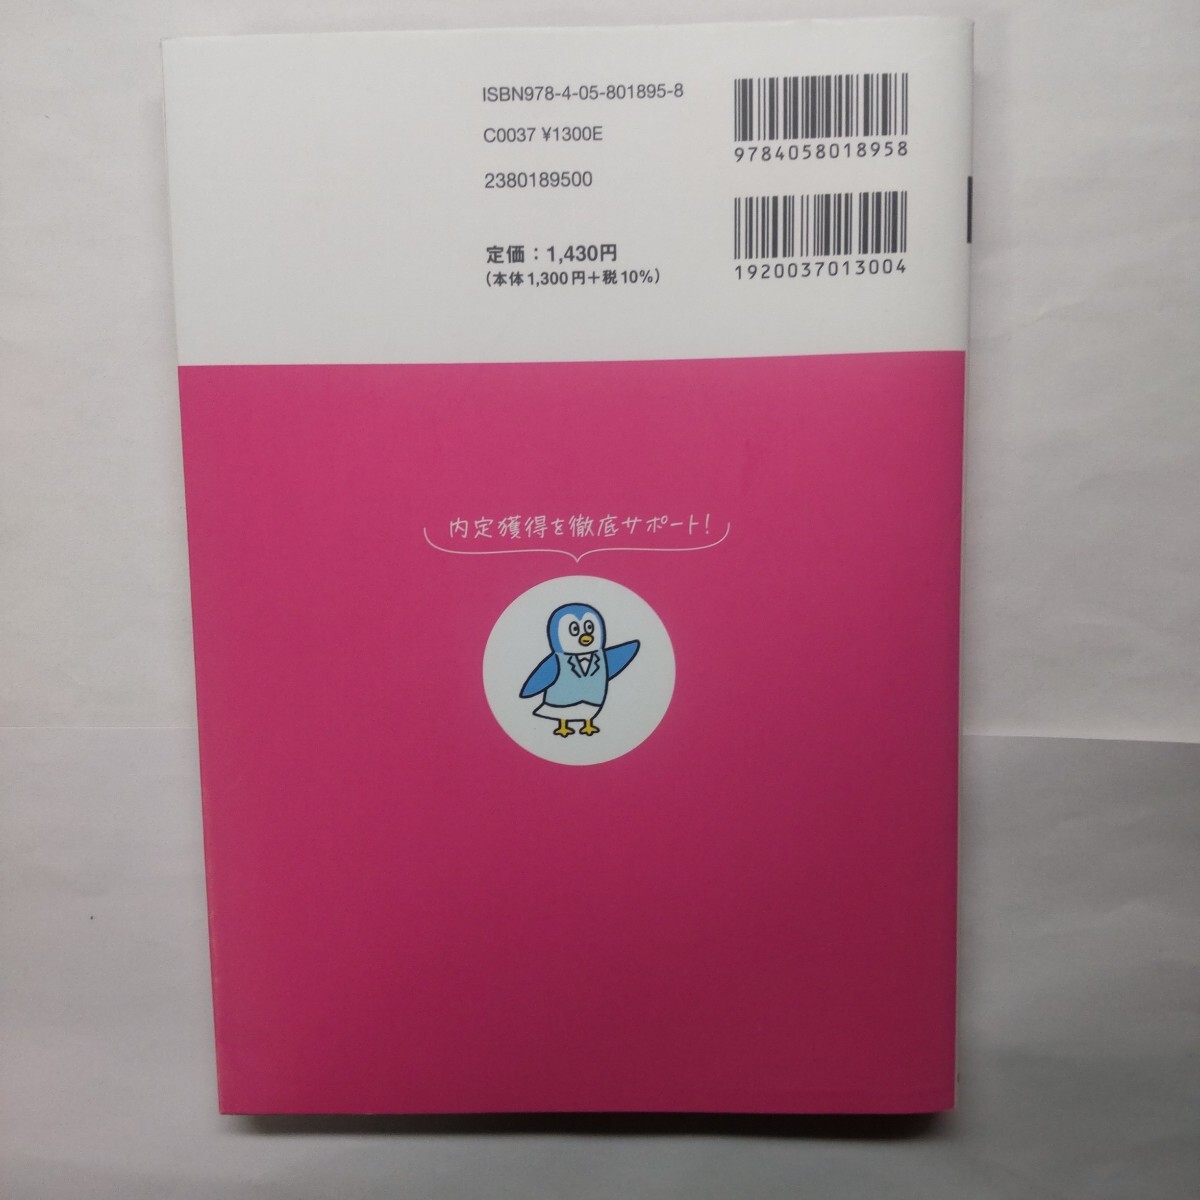 ISBN978-4-05-801895-8
C0037 ¥1300E
2380189500
定価：1,430円
（本体1,300円＋税10％）
9784058018958
1920037013004
内定獲得を徹底サポート！